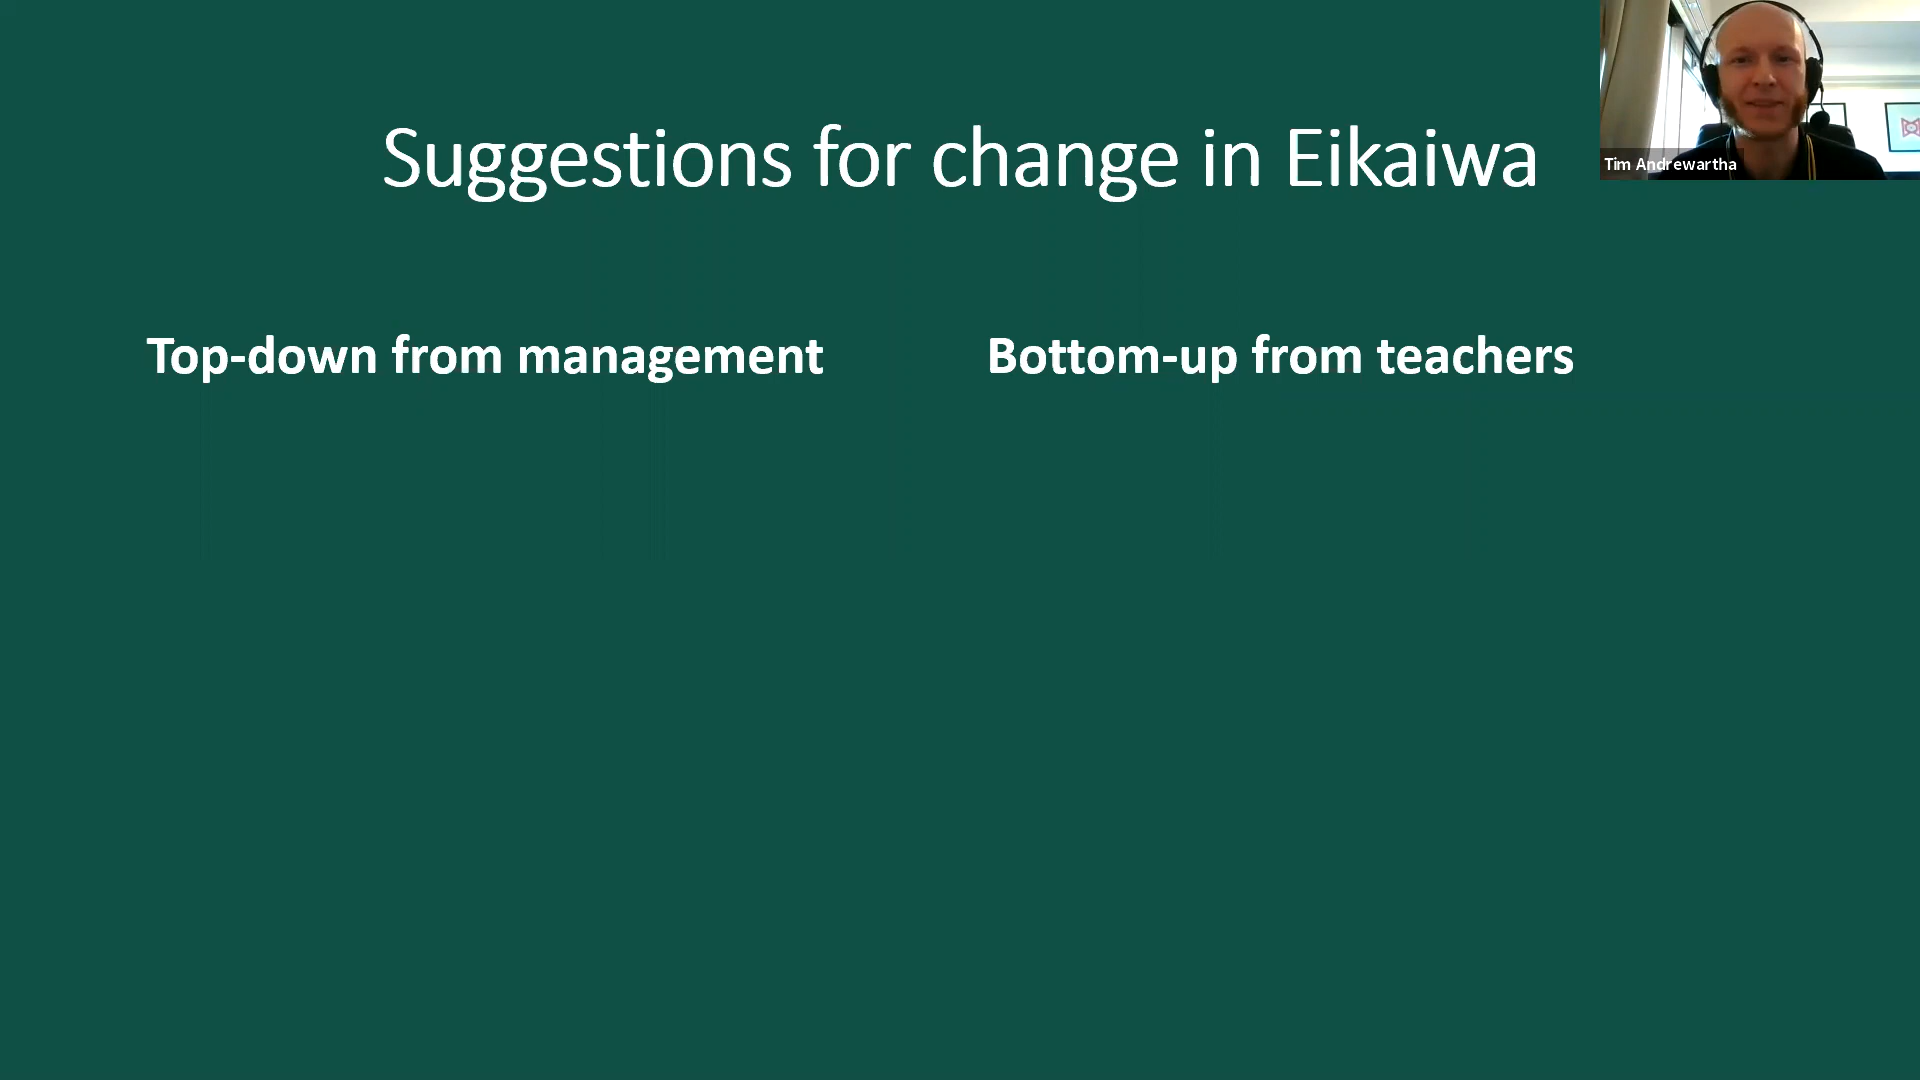 Suggestions for change in Eikaiwa
Tim Andrewartha
Top-down from management
Bottom-up from teachers